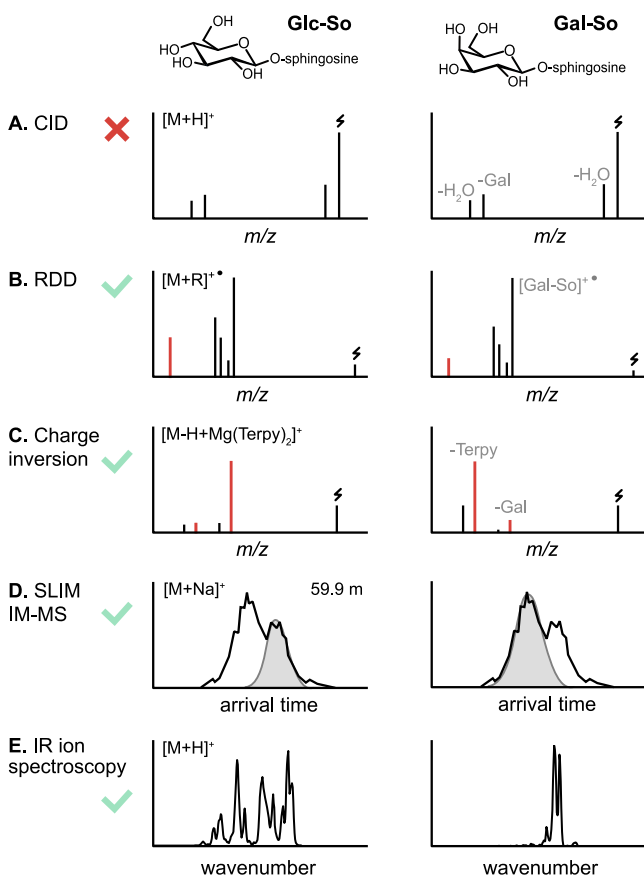 Glc-So
Gal-So
OH
HO
HO
O
OH
O-sphingosine
HO
OH
O
HO
OH
O-sphingosine
A. CID
[M+H]+
-H2O
-Gal
-H2O
m/z
m/z
B. RDD
[M+R]+•
[Gal-So]+•
m/z
m/z
C. Charge
inversion
[M-H+Mg(Terpy)2]+
-Terpy
-Gal
m/z
m/z
D. SLIM
IM-MS
[M+Na]+
59.9 m
arrival time
arrival time
E. IR ion
spectroscopy
[M+H]+
wavenumber
wavenumber